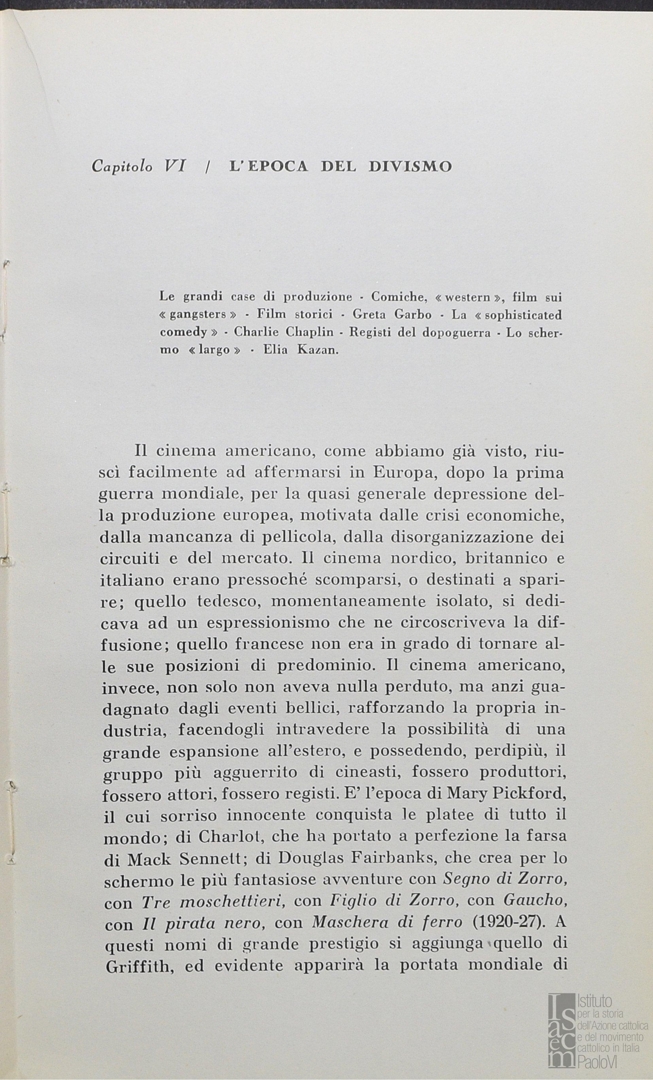 Capitolo VI / L'EPOCA DEL DIVISMO
Le grandi case di produzione - Comiche, « western », film sui
« gangsters » - Film storici - Greta Garbo - La « sophisticated
comedy » - Charlie Chaplin - Registi del dopoguerra - Lo scher-
mo « largo » - Elia Kazan.
Il cinema americano, come abbiamo già visto, riu-
scì facilmente ad affermarsi in Europa, dopo la prima
guerra mondiale, per la quasi generale depressione del-
la produzione europea, motivata dalle crisi economiche,
dalla mancanza di pellicola, dalla disorganizzazione dei
circuiti e del mercato. Il cinema nordico, britannico e
italiano erano pressoché scomparsi, o destinati a spari-
re; quello tedesco, momentaneamente isolato, si dedi-
cava ad un espressionismo che ne circoscriveva la dif-
fusione; quello francese non era in grado di tornare al-
le sue posizioni di predominio. Il cinema americano,
invece, non solo non aveva nulla perduto, ma anzi gua-
dagnato dagli eventi bellici, rafforzando la propria in-
dustria, facendogli intravedere la possibilità di una
grande espansione all'estero, e possedendo, perdipiù, il
gruppo più agguerrito di cineasti, fossero produttori,
fossero attori, fossero registi. E' l'epoca di Mary Pickford,
il cui sorriso innocente conquista le platee di tutto il
mondo; di Charlot, che ha portato a perfezione la farsa
di Mack Sennett; di Douglas Fairbanks, che crea per lo
schermo le più fantasiose avventure con Segno di Zorro,
con Tre moschettieri, con Figlio di Zorro, con Gaucho,
con Il pirata nero, con Maschera di ferro (1920-27). A
questi nomi di grande prestigio si aggiunga quello di
Griffith, ed evidente apparirà la portata mondiale di
Isacem
Istituto
per la storia
dell'Azione cattolica
e del movimento
cattolico in Italia
PaoloVI